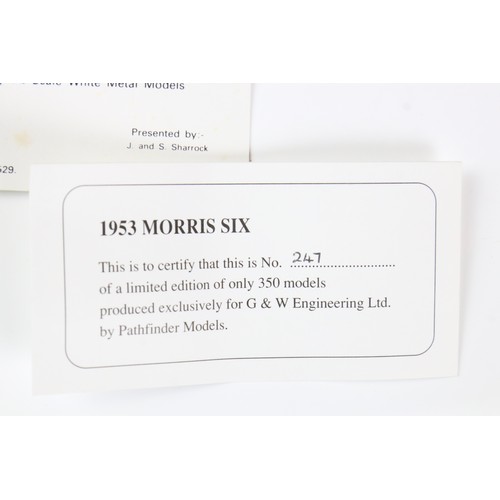 Scale White Metal Models
Presented by:-
J. and S. Sharrock
529.
1953 MORRIS SIX
This is to certify that this is No. 247
of a limited edition of only 350 models
produced exclusively for G & W Engineering Ltd.
by Pathfinder Models.